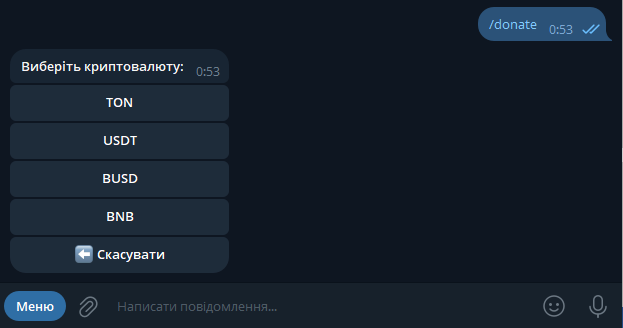 /donate 0:53
Виберіть криптовалюту: 0:53
TON
USDT
BUSD
BNB
⬅️ Скасувати
Меню Написати повідомлення...